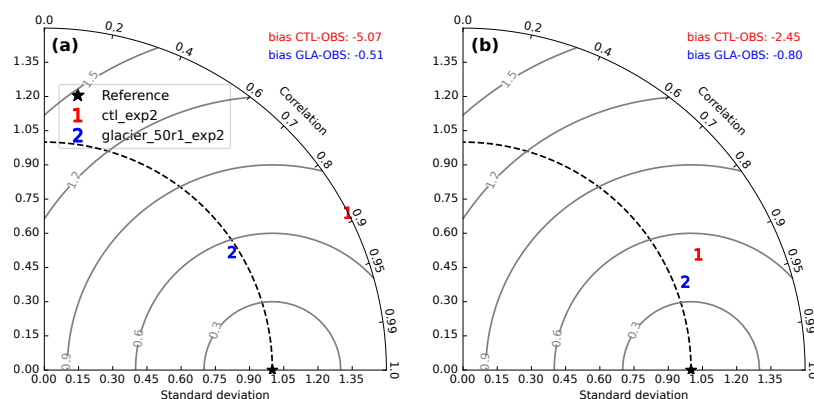 (a)
bias CTL-OBS: -5.07
bias GLA-OBS: -0.51
Reference
1 ctl_exp2
2 glacier_50r1_exp2
Correlation
0.0 0.2 0.4 0.6 0.7 0.8 0.9 0.95 0.99 1.0
1.35
1.20
1.05
0.90
0.75
0.60
0.45
0.30
0.15
0.00
1.5
1.2
0.9
0.6
0.3
1
2
0.00 0.15 0.30 0.45 0.60 0.75 0.90 1.05 1.20 1.35
Standard deviation
(b)
bias CTL-OBS: -2.45
bias GLA-OBS: -0.80
Correlation
0.0 0.2 0.4 0.6 0.7 0.8 0.9 0.95 0.99 1.0
1.35
1.20
1.05
0.90
0.75
0.60
0.45
0.30
0.15
0.00
1.5
1.2
0.9
0.6
0.3
1
2
0.00 0.15 0.30 0.45 0.60 0.75 0.90 1.05 1.20 1.35
Standard deviation